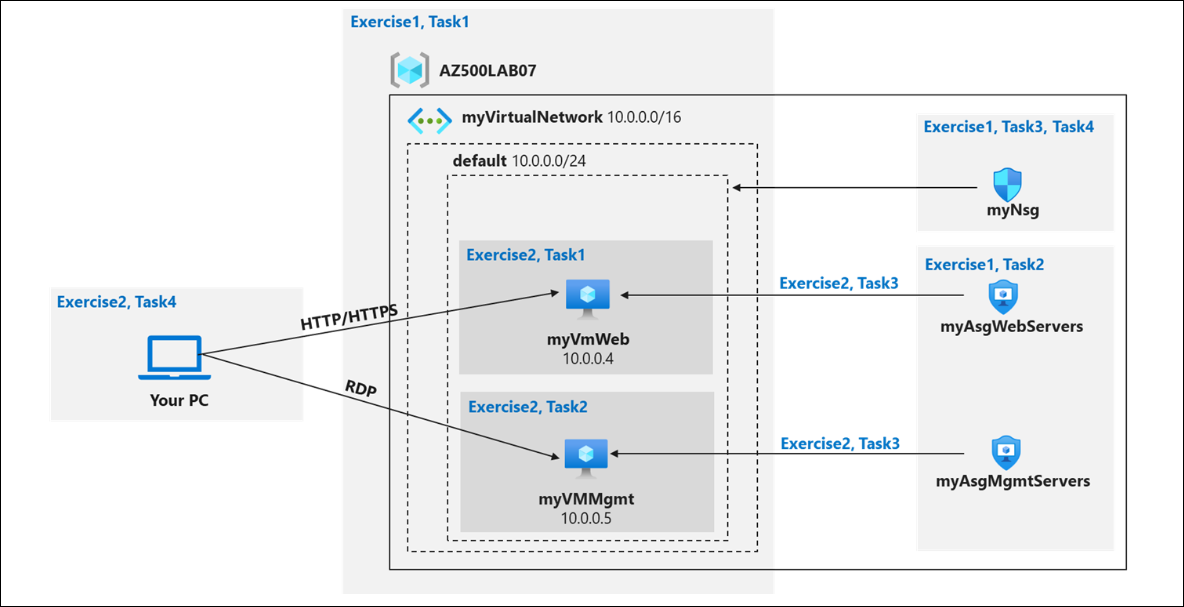 Exercise1, Task1
AZ500LAB07
myVirtualNetwork 10.0.0.0/16
default 10.0.0.0/24
Exercise1, Task3, Task4
myNsg
Exercise2, Task1
myVmWeb
10.0.0.4
Exercise2, Task3
Exercise1, Task2
myAsgWebServers
Exercise2, Task4
Your PC
HTTP/HTTPS
RDP
Exercise2, Task2
myVMMgmt
10.0.0.5
Exercise2, Task3
myAsgMgmtServers